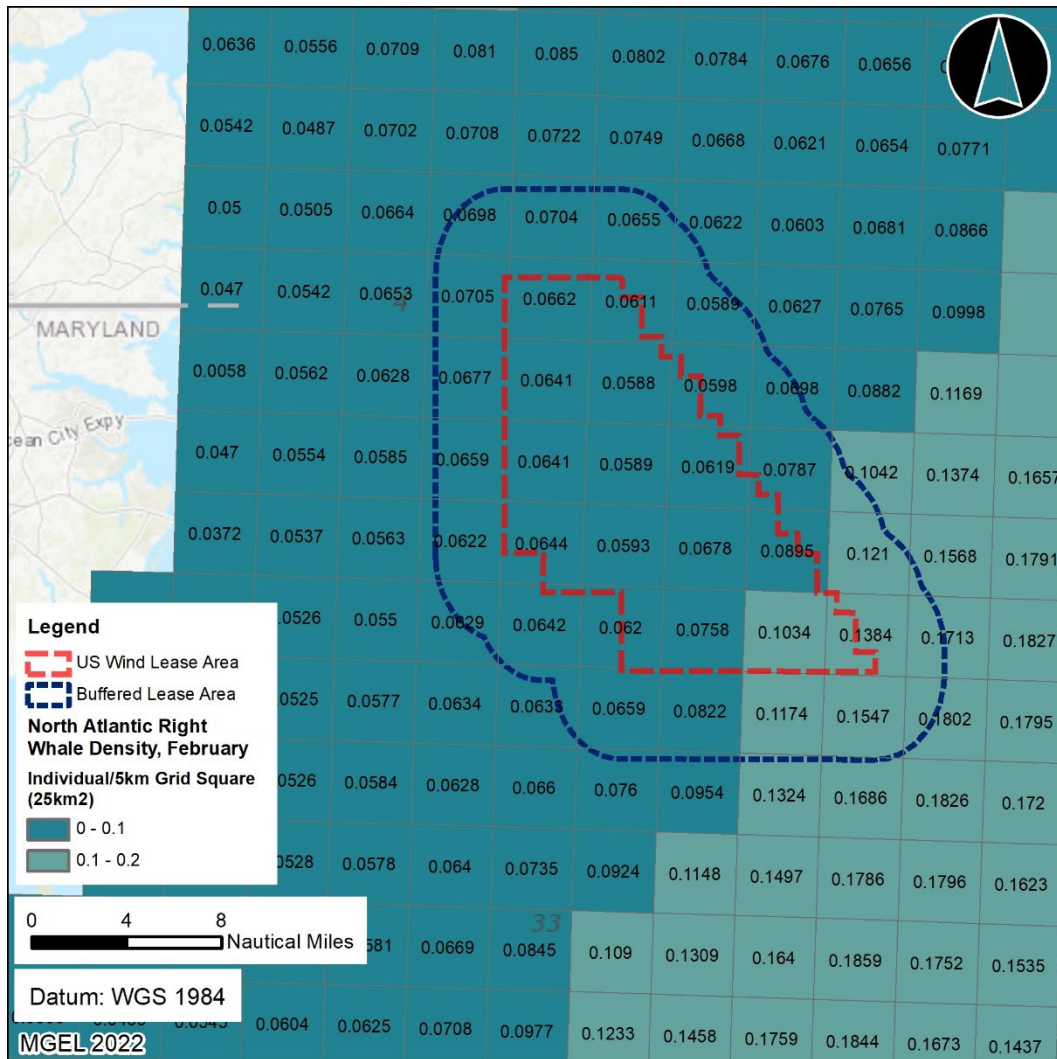 0.0636 0.0556 0.0709 0.081 0.085 0.0802 0.0784 0.0676 0.0656
0.0542 0.0487 0.0702 0.0708 0.0722 0.0749 0.0668 0.0621 0.0654 0.0771
0.05 0.0505 0.0664 0.0698 0.0704 0.0655 0.0622 0.0603 0.0681 0.0866
0.047 0.0542 0.0653 0.0705 0.0662 0.0611 0.0589 0.0627 0.0765 0.0998
4
MARYLAND
0.0058 0.0562 0.0628 0.0677 0.0641 0.0588 0.0598 0.0698 0.0882 0.1169
cean City Expy
0.047 0.0554 0.0585 0.0659 0.0641 0.0589 0.0619 0.0787 0.1042 0.1374 0.1657
0.0372 0.0537 0.0563 0.0622 0.0644 0.0593 0.0678 0.0895 0.121 0.1568 0.1791
.0526 0.055 0.0629 0.0642 0.062 0.0758 0.1034 0.1384 0.1713 0.1827
.0525 0.0577 0.0634 0.0633 0.0659 0.0822 0.1174 0.1547 0.1802 0.1795
.0526 0.0584 0.0628 0.066 0.076 0.0954 0.1324 0.1686 0.1826 0.172
.0528 0.0578 0.064 0.0735 0.0924 0.1148 0.1497 0.1786 0.1796 0.1623
33
581 0.0669 0.0845 0.109 0.1309 0.164 0.1859 0.1752 0.1535
0.0604 0.0625 0.0708 0.0977 0.1233 0.1458 0.1759 0.1844 0.1673 0.1437
Legend
US Wind Lease Area
Buffered Lease Area
North Atlantic Right
Whale Density, February
Individual/5km Grid Square
(25km2)
0 - 0.1
0.1 - 0.2
0 4 8
Nautical Miles
Datum: WGS 1984
MGEL 2022